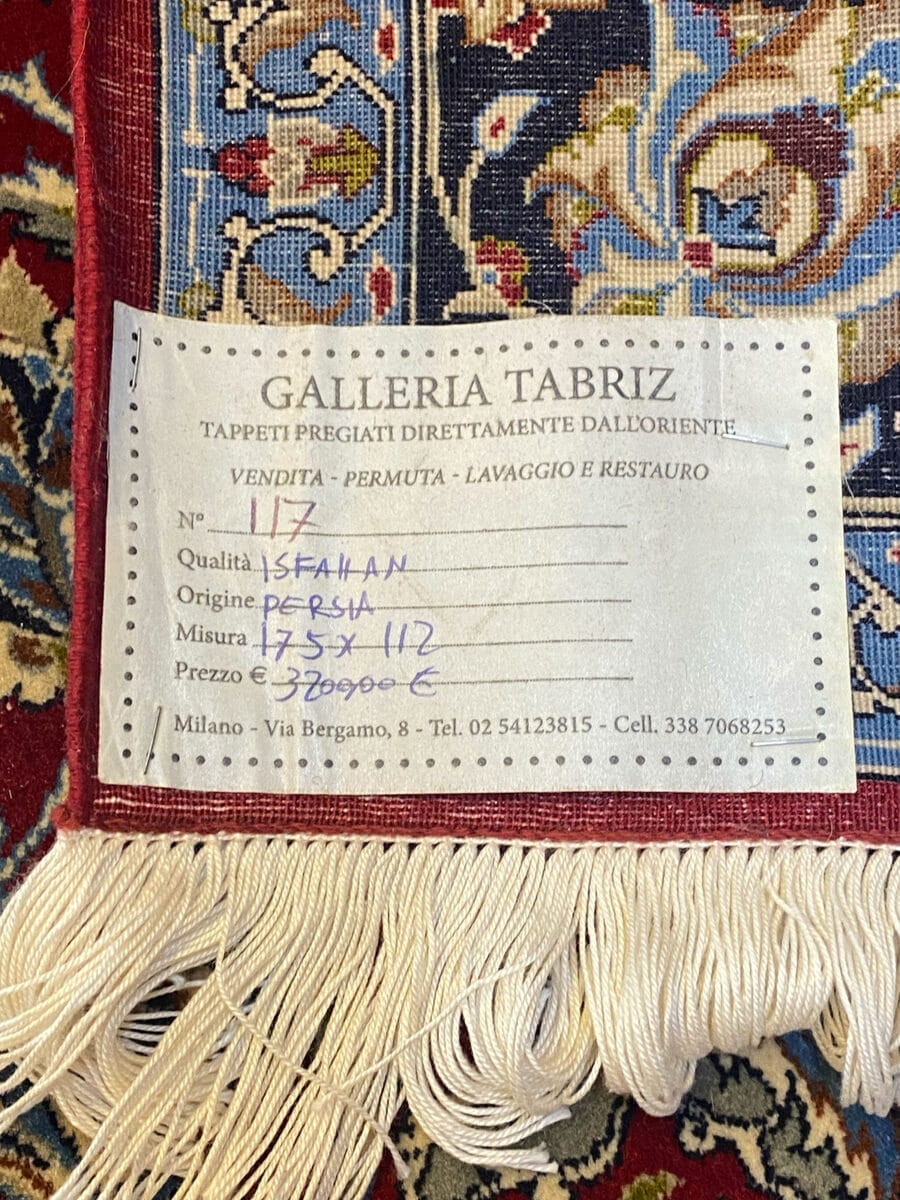 GALLERIA TABRIZ
TAPPETI PREGIATI DIRETTAMENTE DALL'ORIENTE
VENDITA - PERMUTA - LAVAGGIO E RESTAURO
N° 117
Qualità ISFAHAN
Origine PERSIA
Misura 175 x 112
Prezzo €
Milano - Via Bergamo, 8 - Tel. 02 54123815 - Cell. 338 7068253